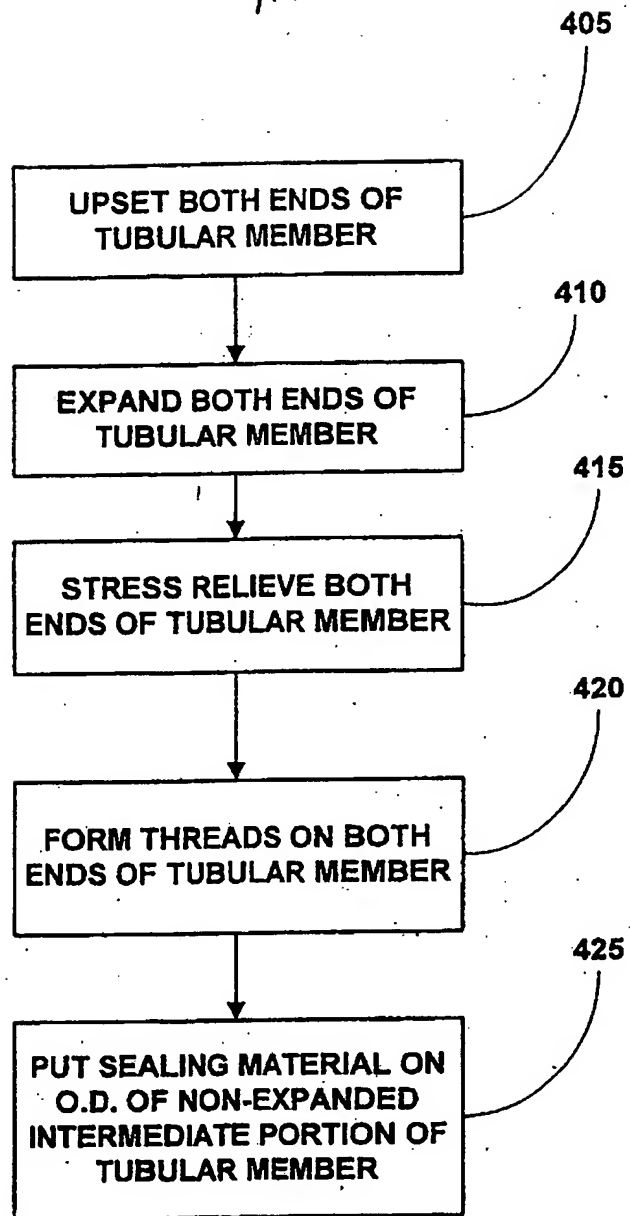 405
UPSET BOTH ENDS OF
TUBULAR MEMBER
410
EXPAND BOTH ENDS OF
TUBULAR MEMBER
415
STRESS RELIEVE BOTH
ENDS OF TUBULAR MEMBER
420
FORM THREADS ON BOTH
ENDS OF TUBULAR MEMBER
425
PUT SEALING MATERIAL ON
O.D. OF NON-EXPANDED
INTERMEDIATE PORTION OF
TUBULAR MEMBER